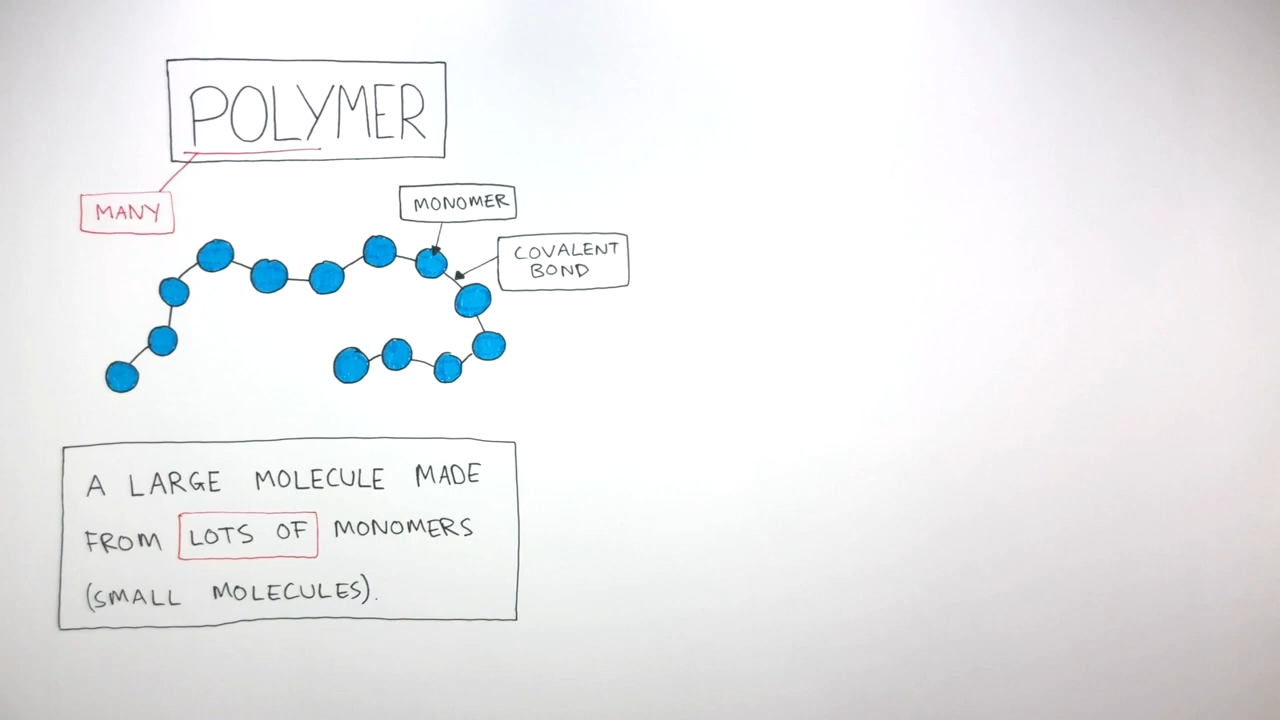 POLYMER
MANY
MONOMER
COVALENT
BOND
A LARGE MOLECULE MADE
FROM LOTS OF MONOMERS
(SMALL MOLECULES).